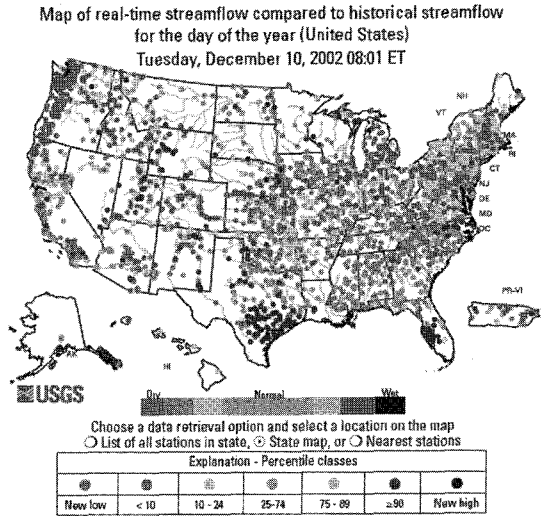 Map of real-time streamflow compared to historical streamflow
for the day of the year (United States)
Tuesday, December 10, 2002 08:01 ET
NH
VT
MA
RI
CT
NJ
DE
MD
DC
PR-VI
AK
HI
USGS
Dry Normal Wet
Choose a data retrieval option and select a location on the map
List of all stations in state, State map, or Nearest stations
Explanation - Percentile classes
New low <10 10 - 24 25-74 75 - 89 ≥90 New high